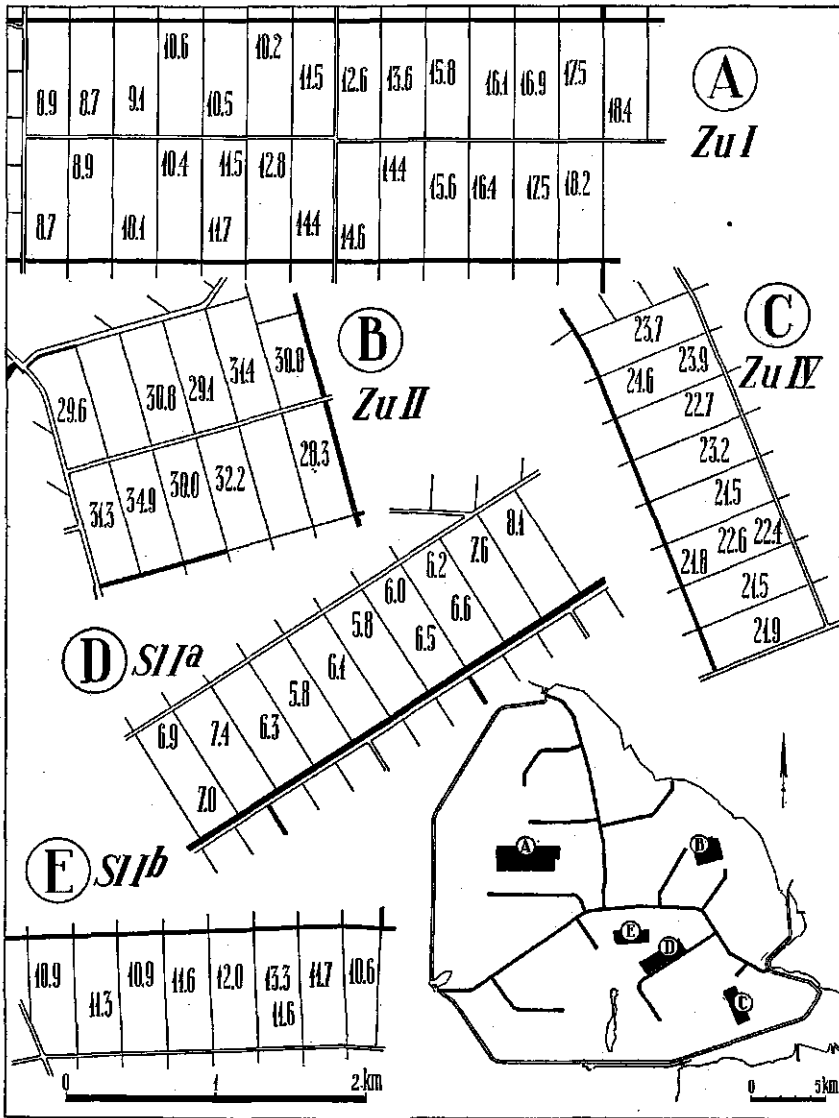 10.6 10.2
8.9 8.7 9.1 10.5 11.5 12.6 13.6 15.8 16.1 16.9 17.5 18.4
A
Zu I
8.9 10.4 11.5 12.8 14.1
8.7 10.1 11.7 14.4 14.6 15.6 16.4 17.5 18.2
B
Zu II
29.6 30.8 29.1 31.4 30.8
31.3 34.9 30.0 32.2 28.3
C
Zu IV
23.7
24.6 23.9
22.7
23.2
21.5
21.8 22.6 22.4
21.5
21.9
D
SIIa
6.9 7.4 6.3 5.8 6.1 5.8 6.0 6.2 7.6 8.1
7.0 6.5 6.6
E
SIIb
10.9 11.3 10.9 11.6 12.0 13.3 11.7 10.6
11.6
0 1 2 km
A
B
E
D
C
0 5 km